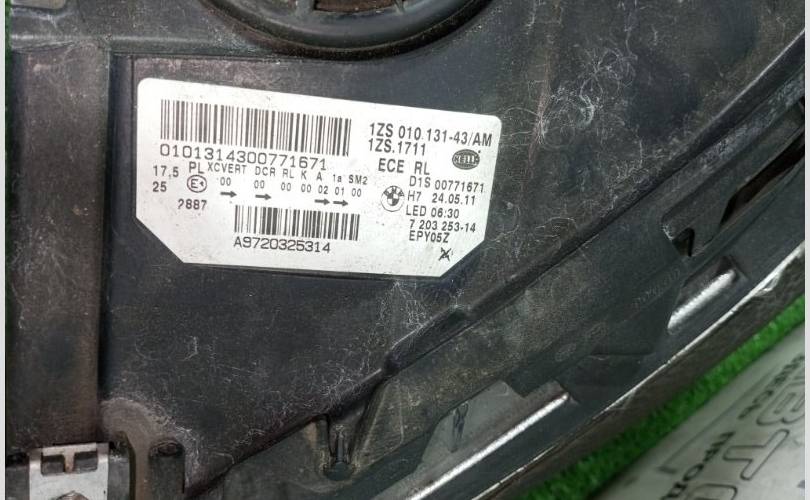 1ZS 010.131-43/AM
1ZS.1711
HELLA
0101314300771671
ECE RL
17,5 PL XCVERT DCR RL K A 1a SM2
D1S 00771671
25 E1 00 00 00 00 02 01 00
H7 24.05.11
2887
LED 06:30
7 203 253-14
EPY05Z
A9720325314